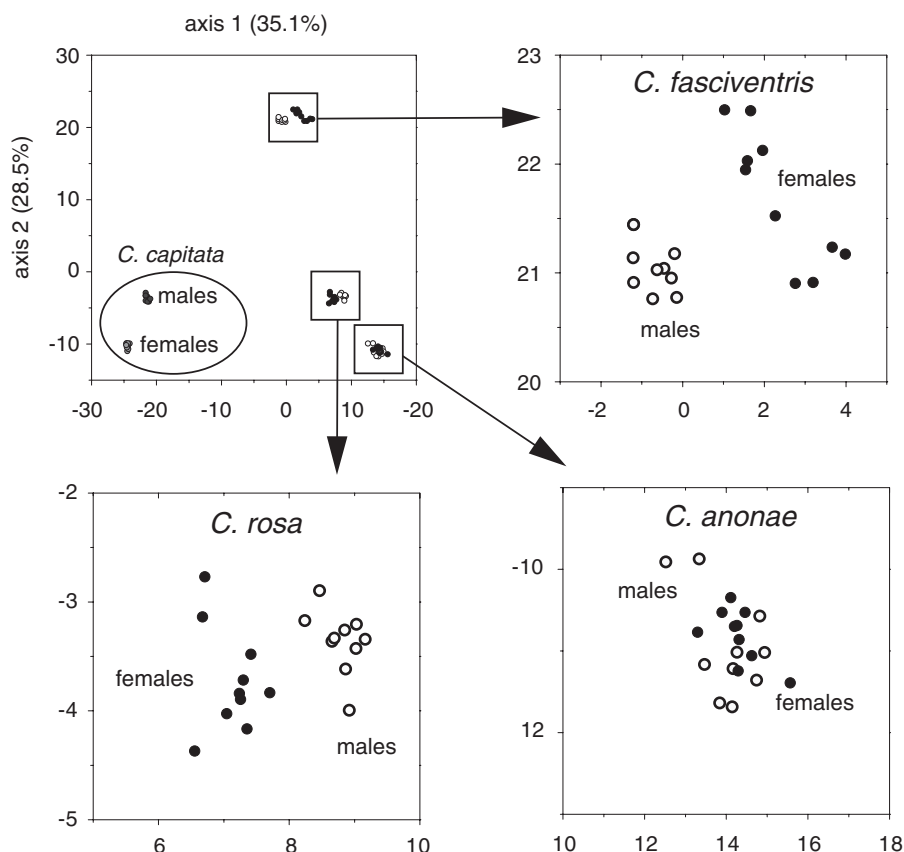 axis 1 (35.1%)
axis 2 (28.5%)
30
20
10
0
-10
-30 -20 -10 0 10 -20
C. capitata
males
females
C. fasciventris
23
22
21
20
-2 0 2 4
females
males
C. rosa
-2
-3
-4
-5
6 8 10
females
males
C. anonae
-10
12
10 12 14 16 18
males
females